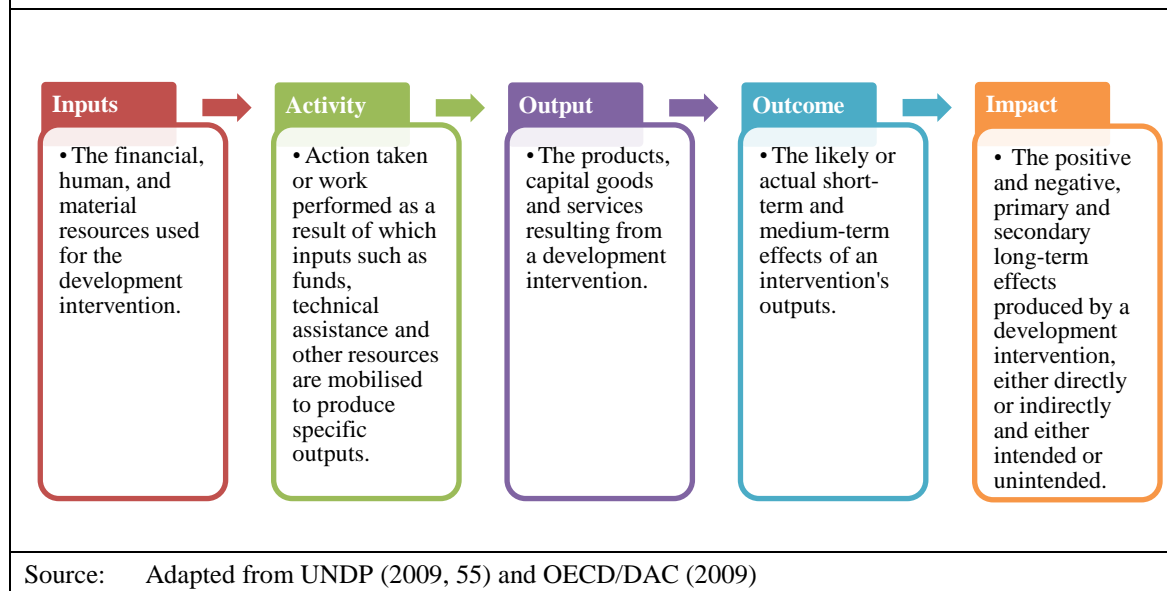 Inputs
• The financial,
human, and
material
resources used
for the
development
intervention.
Activity
• Action taken
or work
performed as a
result of which
inputs such as
funds,
technical
assistance and
other resources
are mobilised
to produce
specific
outputs.
Output
• The products,
capital goods
and services
resulting from
a development
intervention.
Outcome
• The likely or
actual short-
term and
medium-term
effects of an
intervention's
outputs.
Impact
• The positive
and negative,
primary and
secondary
long-term
effects
produced by a
development
intervention,
either directly
or indirectly
and either
intended or
unintended.
Source: Adapted from UNDP (2009, 55) and OECD/DAC (2009)